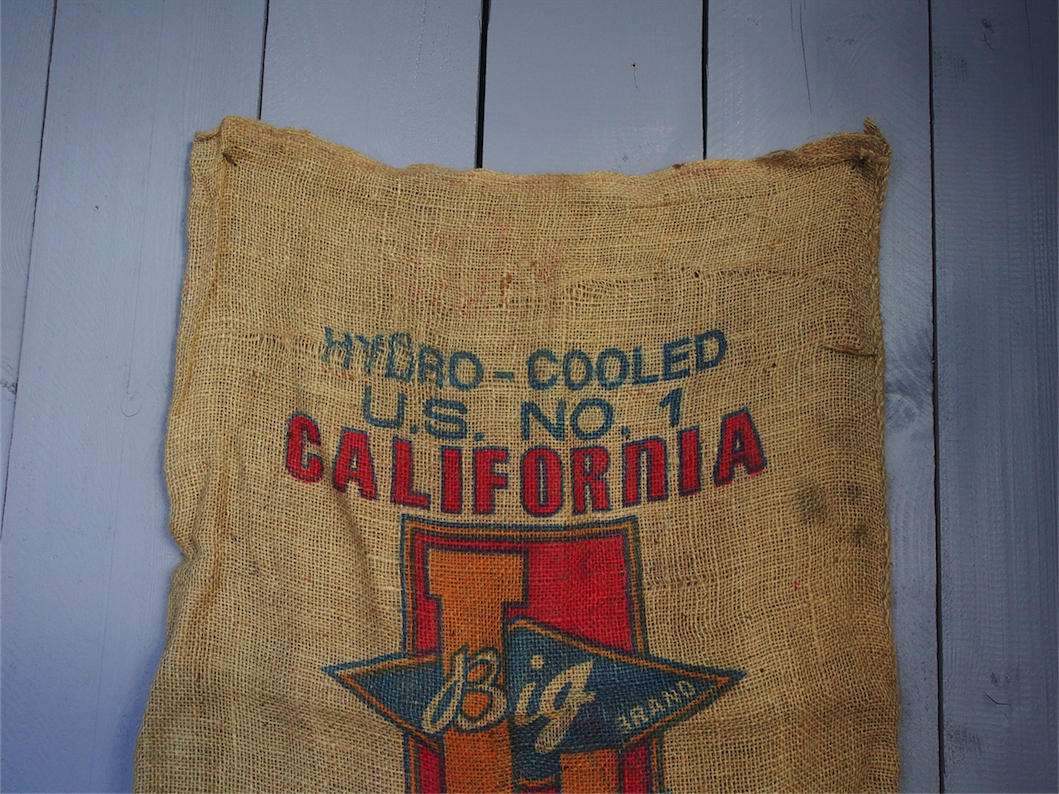 HYDRO-COOLED
U.S. NO. 1
CALIFORNIA
Big BRAND